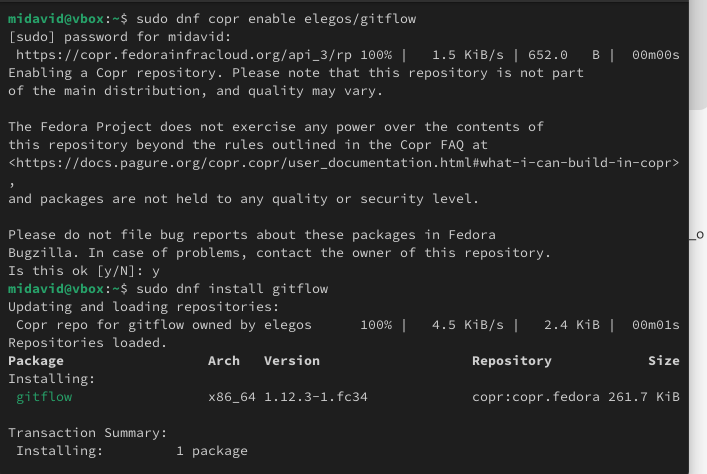 midavid@vbox:~$ sudo dnf copr enable elegos/gitflow
[sudo] password for midavid:
https://copr.fedorainfracloud.org/api_3/rp 100% |   1.5 KiB/s | 652.0   B |  00m00s
Enabling a Copr repository. Please note that this repository is not part
of the main distribution, and quality may vary.

The Fedora Project does not exercise any power over the contents of
this repository beyond the rules outlined in the Copr FAQ at
<https://docs.pagure.org/copr.copr/user_documentation.html#what-i-can-build-in-copr>
,
and packages are not held to any quality or security level.

Please do not file bug reports about these packages in Fedora
Bugzilla. In case of problems, contact the owner of this repository.
Is this ok [y/N]: y
midavid@vbox:~$ sudo dnf install gitflow
Updating and loading repositories:
 Copr repo for gitflow owned by elegos      100% |   4.5 KiB/s |   2.4 KiB |  00m01s
Repositories loaded.
Package                  Arch   Version                   Repository            Size
Installing:
 gitflow                 x86_64 1.12.3-1.fc34             copr:copr.fedora 261.7 KiB

Transaction Summary:
 Installing:         1 package
_o